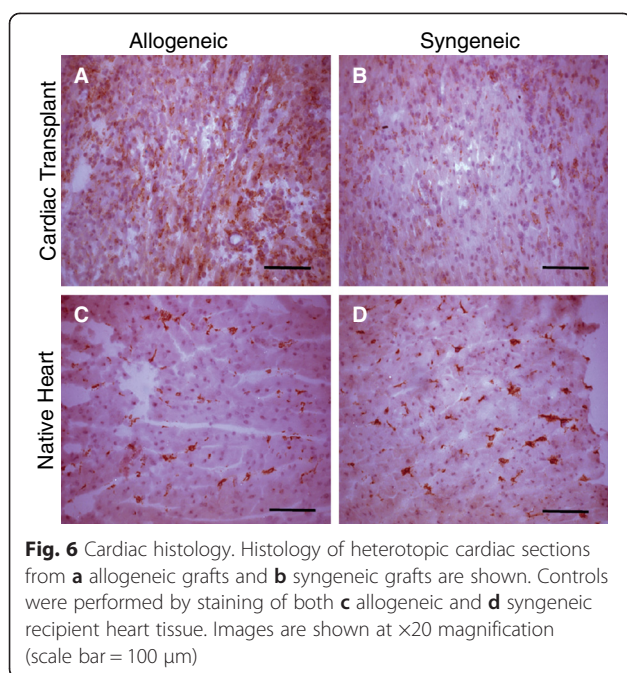 Allogeneic Syngeneic
Cardiac Transplant
A B
Native Heart
C D
Fig. 6 Cardiac histology. Histology of heterotopic cardiac sections
from a allogeneic grafts and b syngeneic grafts are shown. Controls
were performed by staining of both c allogeneic and d syngeneic
recipient heart tissue. Images are shown at ×20 magnification
(scale bar = 100 μm)